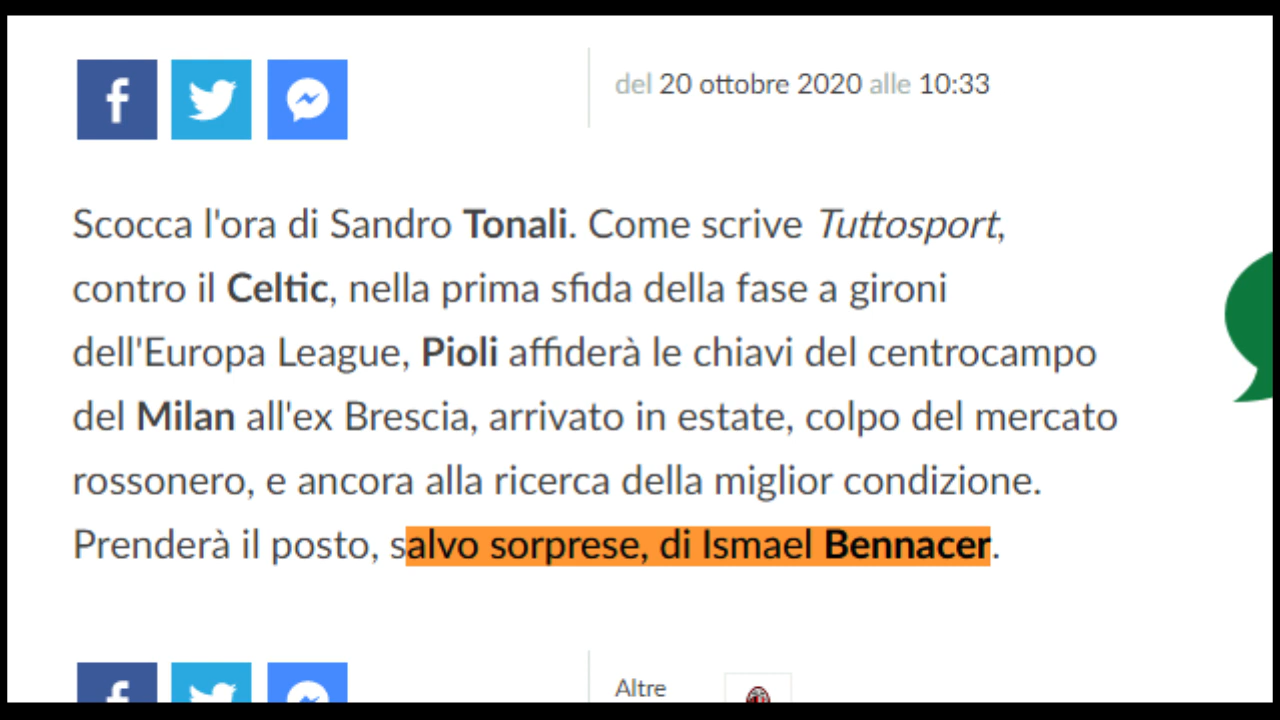 del 20 ottobre 2020 alle 10:33
Scocca l'ora di Sandro Tonali. Come scrive Tuttosport,
contro il Celtic, nella prima sfida della fase a gironi
dell'Europa League, Pioli affiderà le chiavi del centrocampo
del Milan all'ex Brescia, arrivato in estate, colpo del mercato
rossonero, e ancora alla ricerca della miglior condizione.
Prenderà il posto, salvo sorprese, di Ismael Bennacer.
Altre